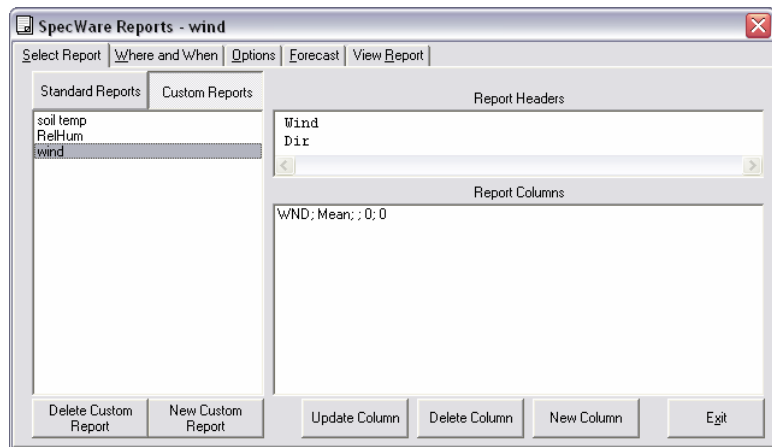 SpecWare Reports - wind
Select Report Where and When Options Forecast View Report
Standard Reports Custom Reports
soil temp
RelHum
wind
Report Headers
Wind
Dir
Report Columns
WND; Mean; ; 0; 0
Delete Custom Report
New Custom Report
Update Column
Delete Column
New Column
Exit